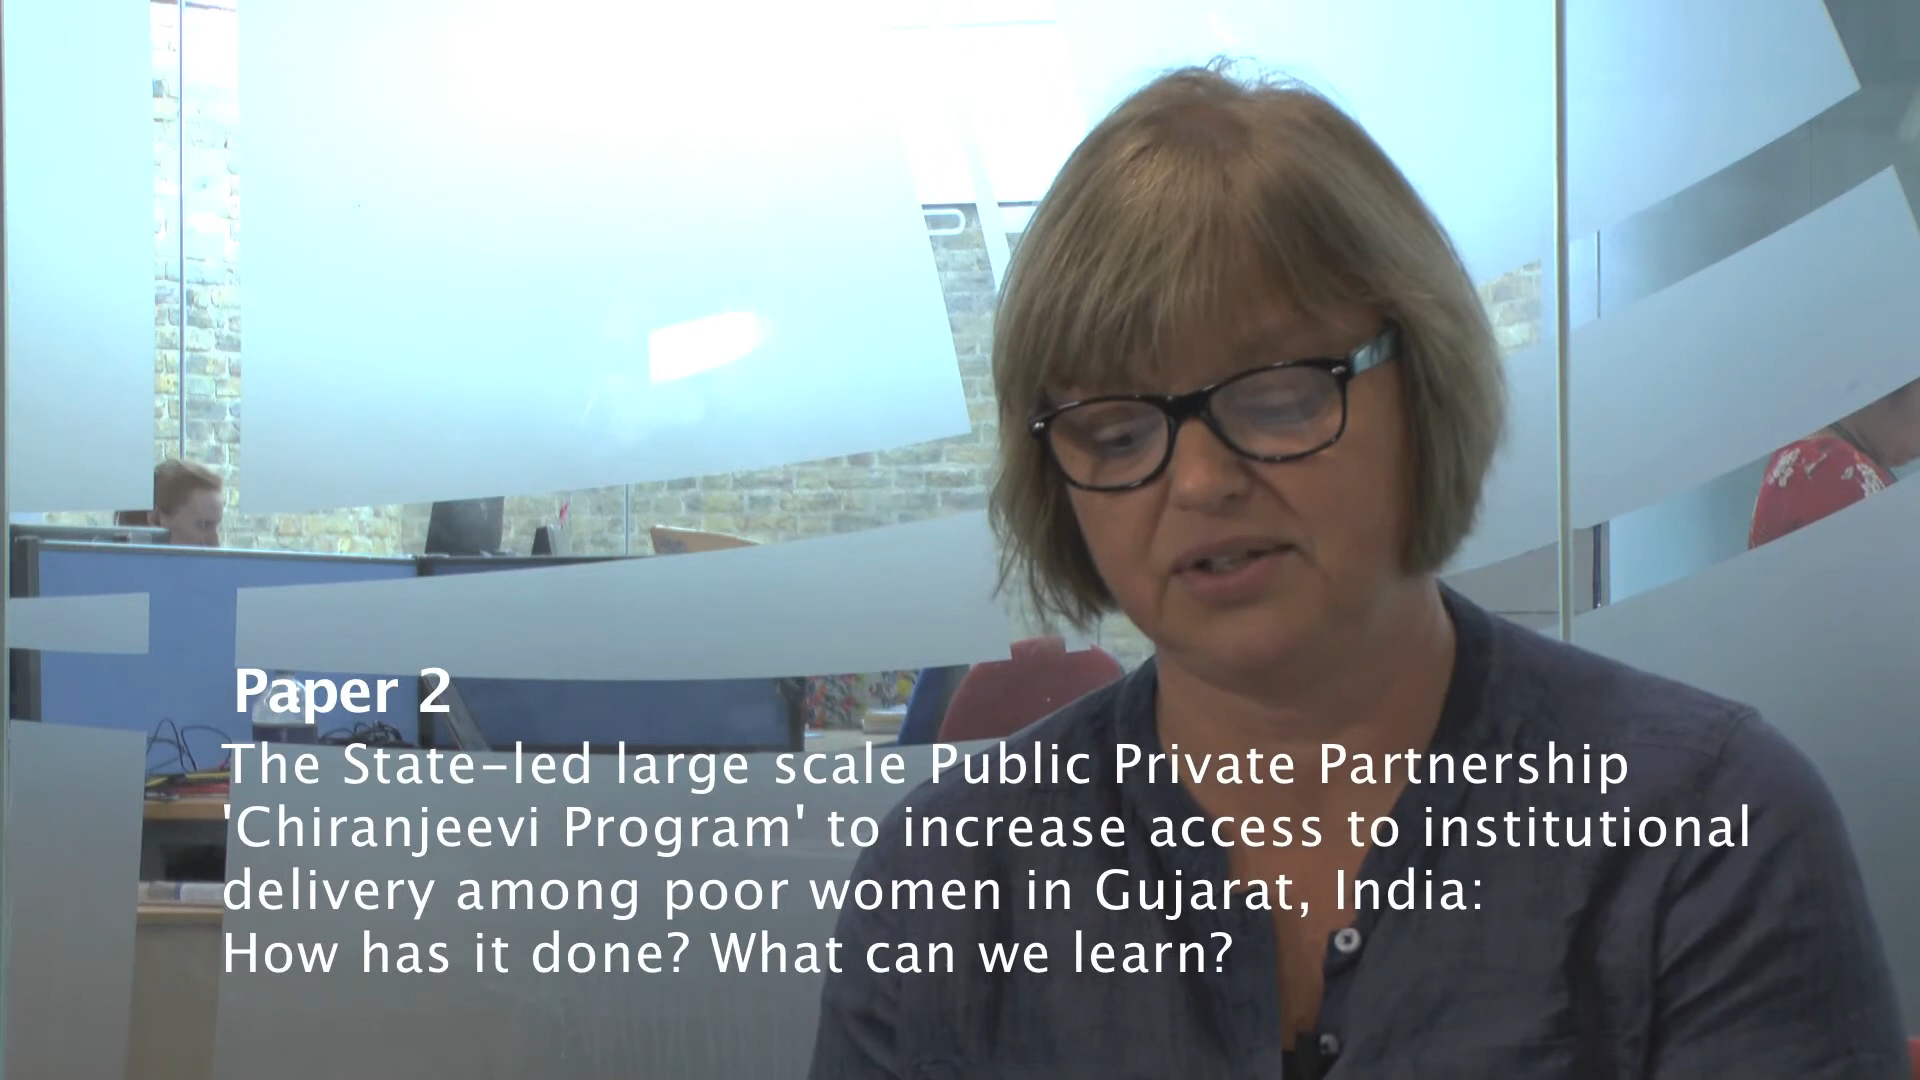 Paper 2
The State-led large scale Public Private Partnership
'Chiranjeevi Program' to increase access to institutional
delivery among poor women in Gujarat, India:
How has it done? What can we learn?